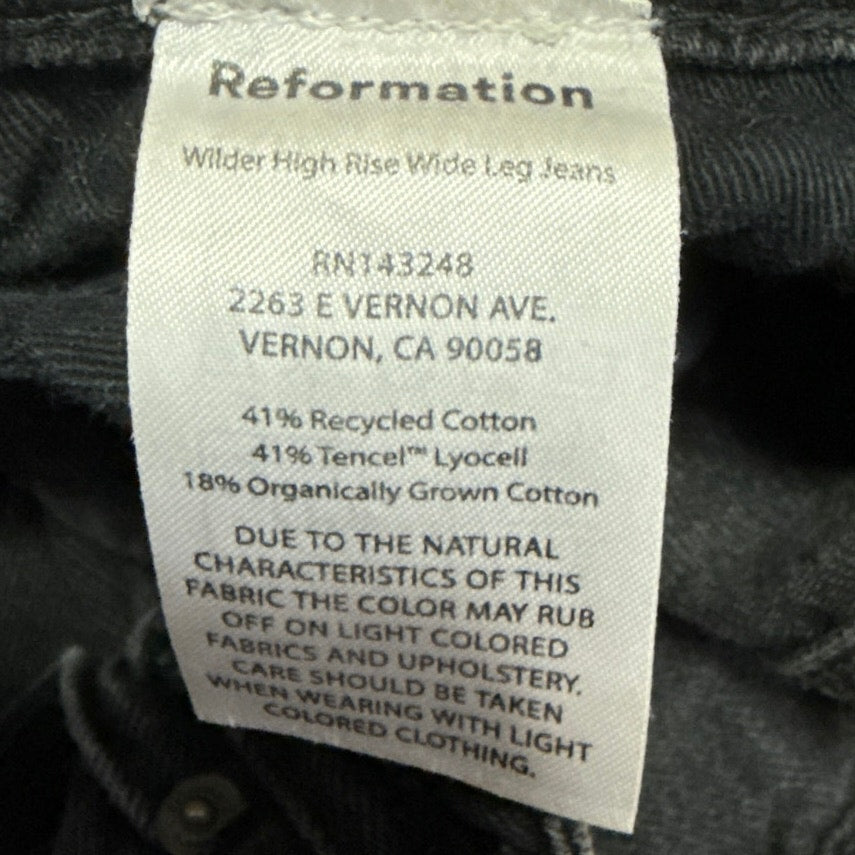 Reformation
Wilder High Rise Wide Leg Jeans
RN143248
2263 E VERNON AVE.
VERNON, CA 90058
41% Recycled Cotton
41% Tencel™ Lyocell
18% Organically Grown Cotton
DUE TO THE NATURAL
CHARACTERISTICS OF THIS
FABRIC THE COLOR MAY RUB
OFF ON LIGHT COLORED
FABRICS AND UPHOLSTERY.
CARE SHOULD BE TAKEN
WHEN WEARING WITH LIGHT
COLORED CLOTHING.